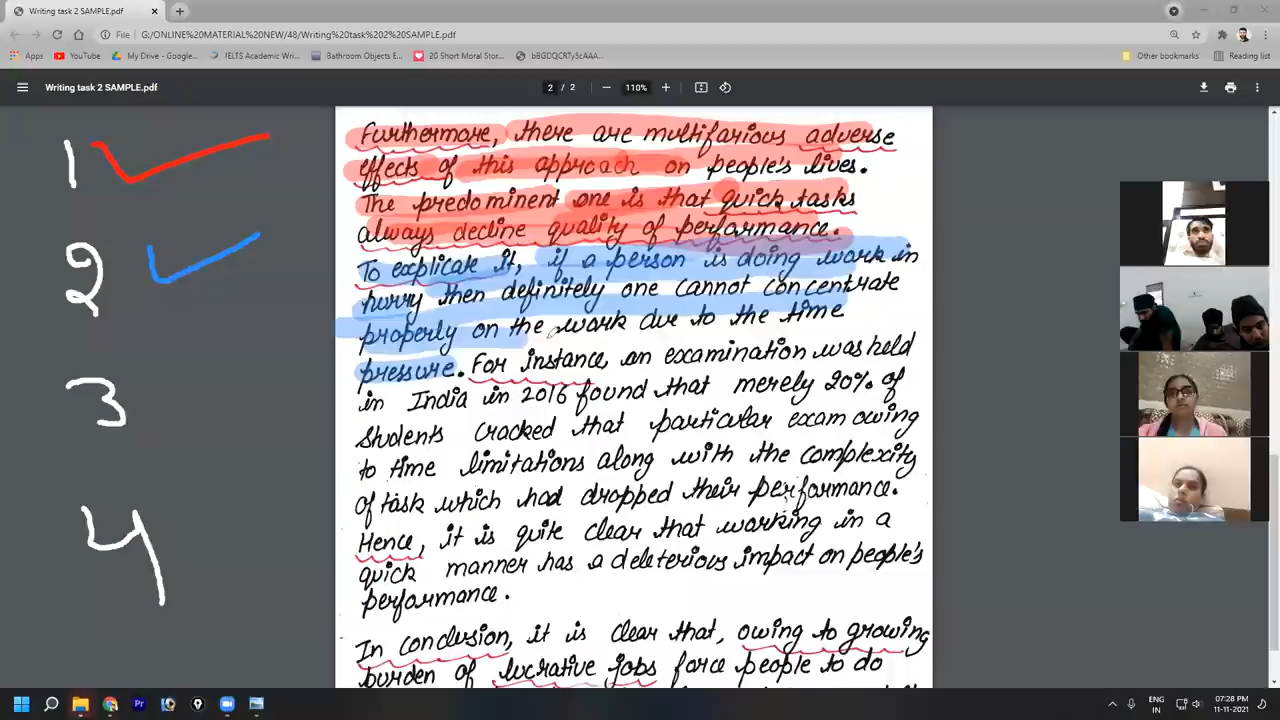 Writing task 2 SAMPLE.pdf
File
G:/ONLINE MATERIAL NEW/48/Writing%20task%202%20SAMPLE.pdf
Apps YouTube My Drive - Google... IELTS Academic Wri... Bathroom Objects E... 20 Short Moral Stor... bBGDQCRTy5cAAA... Other bookmarks Reading list
Writing task 2 SAMPLE.pdf 2 / 2 110%
1
2
3
4
Furthermore, there are multifarious adverse
effects of this approach on people's lives.
The predominent one is that quick tasks
always decline quality of performance.
To explicate it, if a person is doing work in
hurry then definitely one cannot concentrate
properly on the work due to the time
pressure. For instance, an examination was held
in India in 2016 found that merely 20% of
students cracked that particular exam owing
to time limitations along with the complexity
of task which had dropped their performance.
Hence, it is quite clear that working in a
quick manner has a deleterious impact on people's
performance.
In conclusion, it is clear that, owing to growing
burden of lucrative jobs force people to do
ENG
IN
07:28 PM
11-11-2021